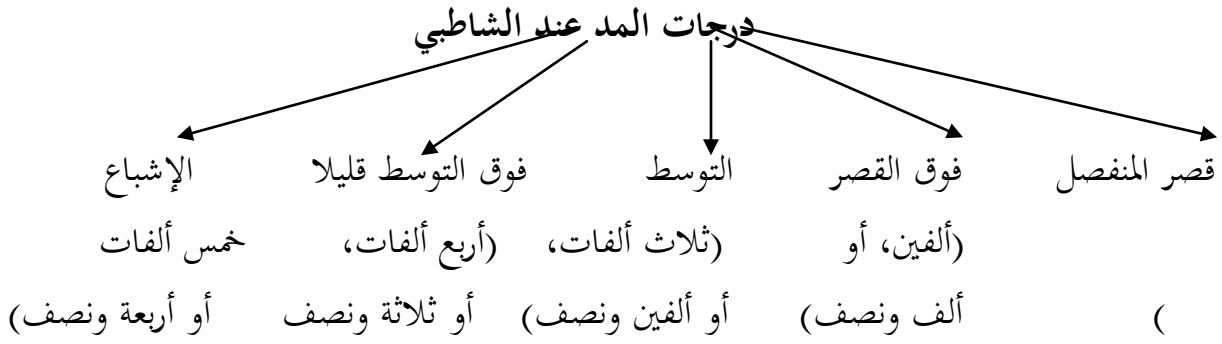 درجات المد عند الشاطبي
قصر المنفصل فوق القصر التوسط فوق التوسط قليلا الإشباع
(ألفين، أو (ثلاث ألفات، (أربع ألفات، خمس ألفات
( ألف ونصف) أو ألفين ونصف) أو ثلاثة ونصف أو أربعة ونصف)